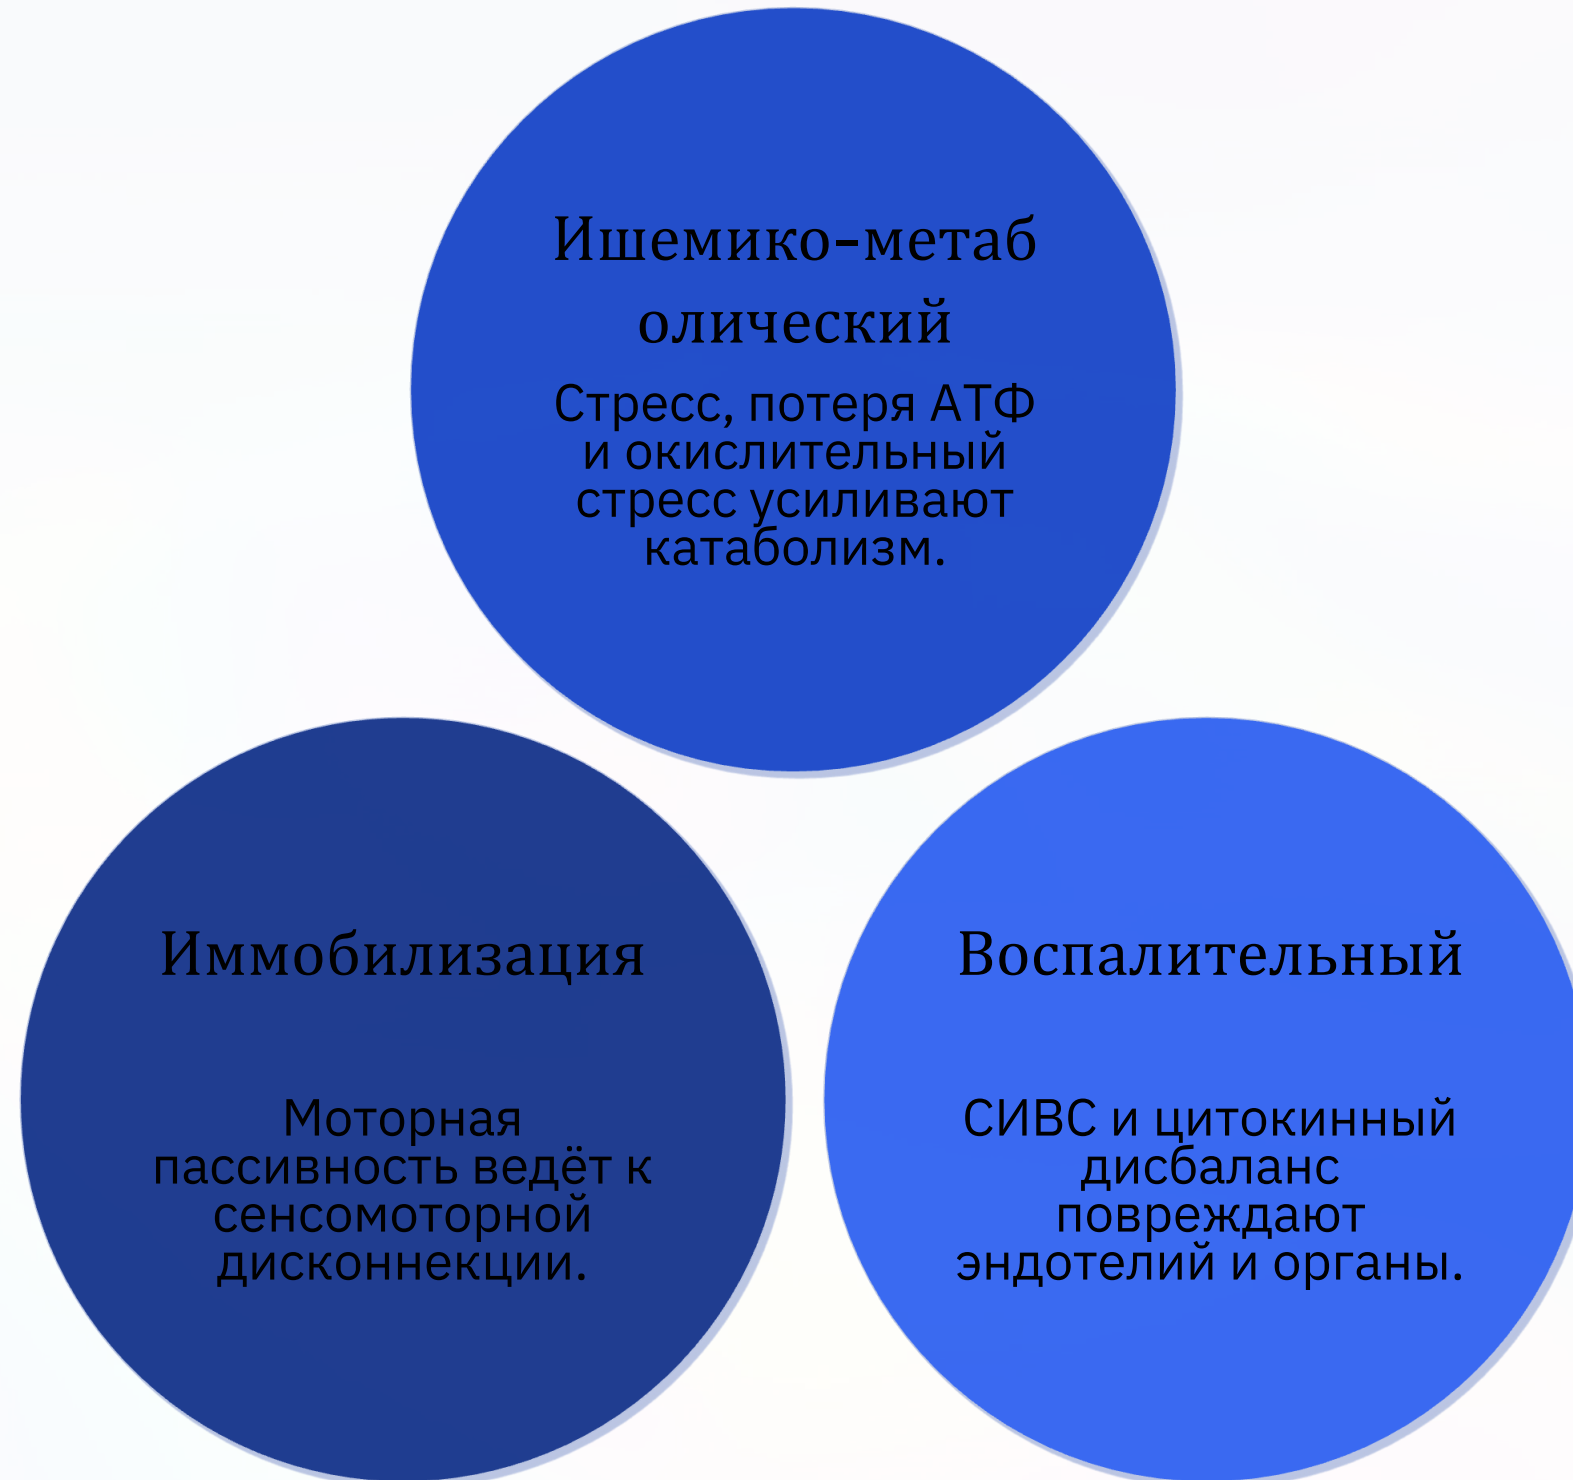 Ишемико-метаб
олический
Стресс, потеря АТФ
и окислительный
стресс усиливают
катаболизм.
Иммобилизация
Моторная
пассивность ведёт к
сенсомоторной
дисконнекции.
Воспалительный
СИВС и цитокинный
дисбаланс
повреждают
эндотелий и органы.